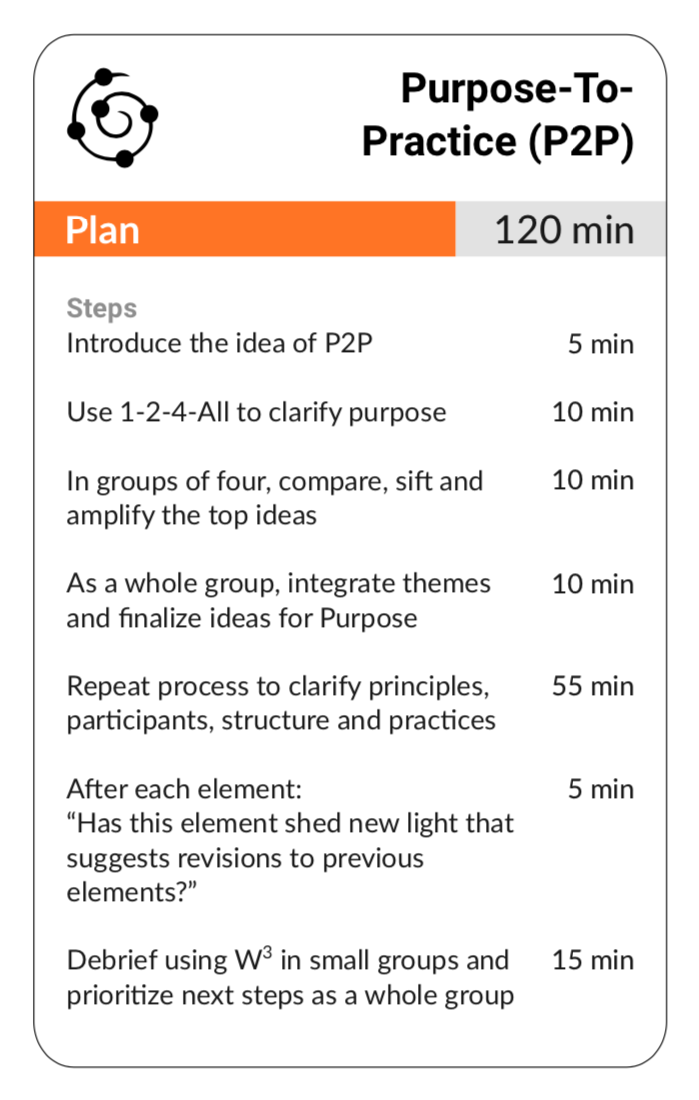 Purpose-To-
Practice (P2P)
Plan 120 min
Steps
Introduce the idea of P2P 5 min
Use 1-2-4-All to clarify purpose 10 min
In groups of four, compare, sift and 10 min
amplify the top ideas
As a whole group, integrate themes 10 min
and finalize ideas for Purpose
Repeat process to clarify principles, 55 min
participants, structure and practices
After each element: 5 min
“Has this element shed new light that
suggests revisions to previous
elements?”
Debrief using W³ in small groups and 15 min
prioritize next steps as a whole group